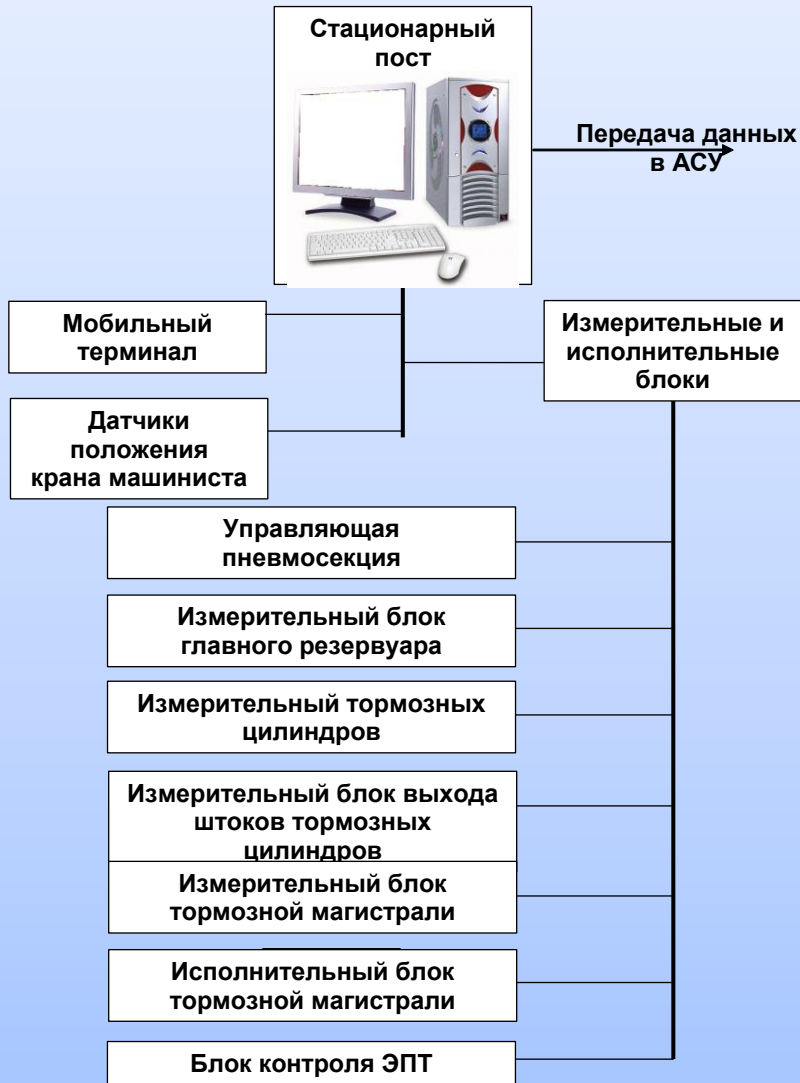 Стационарный
пост
Передача данных
в АСУ
Мобильный
терминал
Измерительные и
исполнительные
блоки
Датчики
положения
крана машиниста
Управляющая
пневмосекция
Измерительный блок
главного резервуара
Измерительный тормозных
цилиндров
Измерительный блок выхода
штоков тормозных
цилиндров
Измерительный блок
тормозной магистрали
Исполнительный блок
тормозной магистрали
Блок контроля ЭПТ